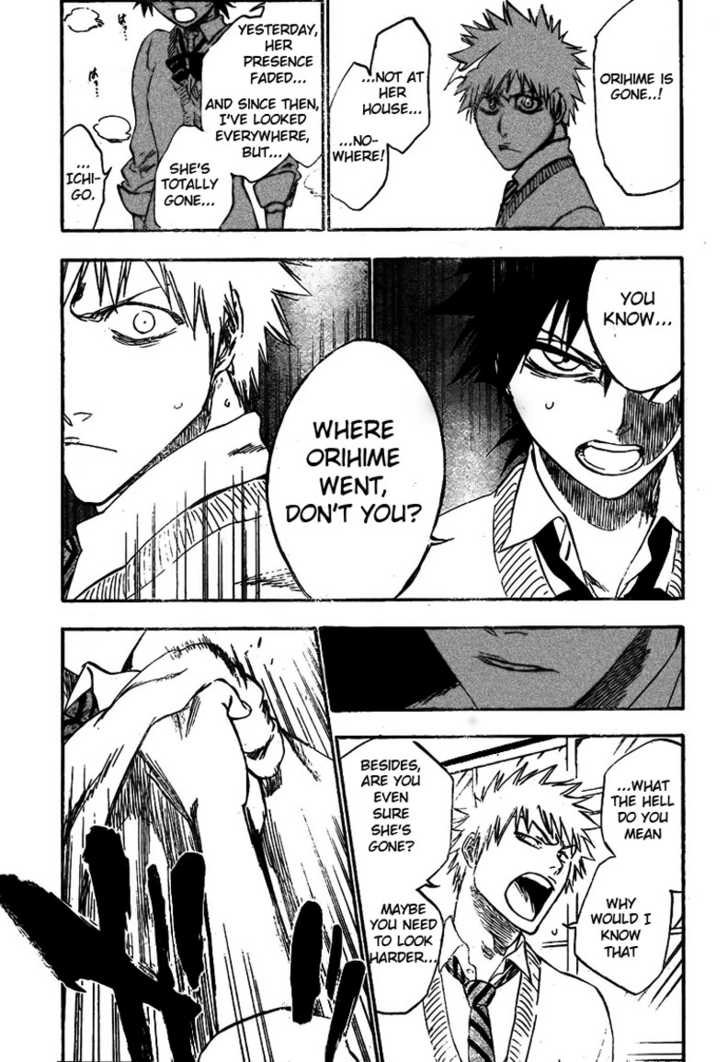 ORIHIME IS
GONE..!
...NOT AT
HER
HOUSE...
...NO-
WHERE!
YESTERDAY,
HER
PRESENCE
FADED...
AND SINCE THEN,
I'VE LOOKED
EVERYWHERE,
BUT...
SHE'S
TOTALLY
GONE...
...
ICHI-
GO.
YOU
KNOW...
WHERE
ORIHIME
WENT,
DON'T YOU?
...WHAT
THE HELL
DO YOU
MEAN
WHY
WOULD I
KNOW
THAT
BESIDES,
ARE YOU
EVEN
SURE
SHE'S
GONE?
MAYBE
YOU NEED
TO LOOK
HARDER...